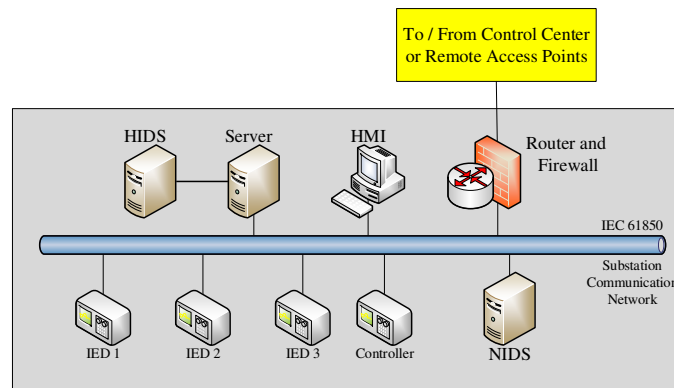 To / From Control Center
or Remote Access Points
HIDS
Server
HMI
Router and
Firewall
IEC 61850
Substation
Communication
Network
IED 1
IED 2
IED 3
Controller
NIDS